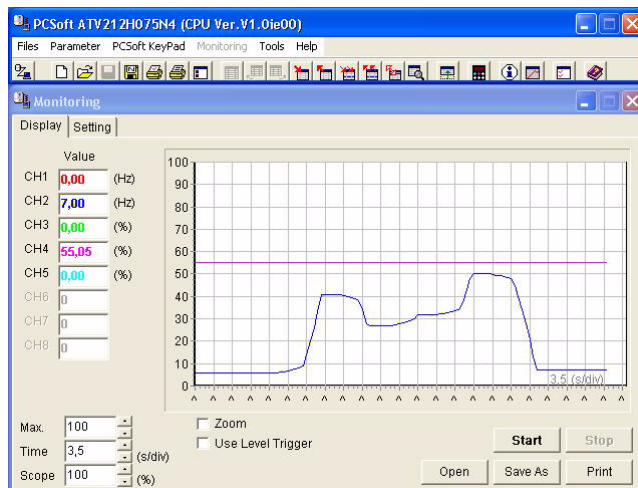 PCSoft ATV212H075N4 (CPU Ver.V1.0ie00)
Files Parameter PCSoft KeyPad Monitoring Tools Help
Monitoring
Display Setting
Value
CH1 0,00 (Hz)
CH2 7,00 (Hz)
CH3 0,00 (%)
CH4 55,05 (%)
CH5 0,00 (%)
CH6 0
CH7 0
CH8 0
100
90
80
70
60
50
40
30
20
10
0
3.5 (s/div)
Max. 100
Time 3,5 (s/div)
Scope 100 (%)
Zoom
Use Level Trigger
Start Stop
Open Save As Print